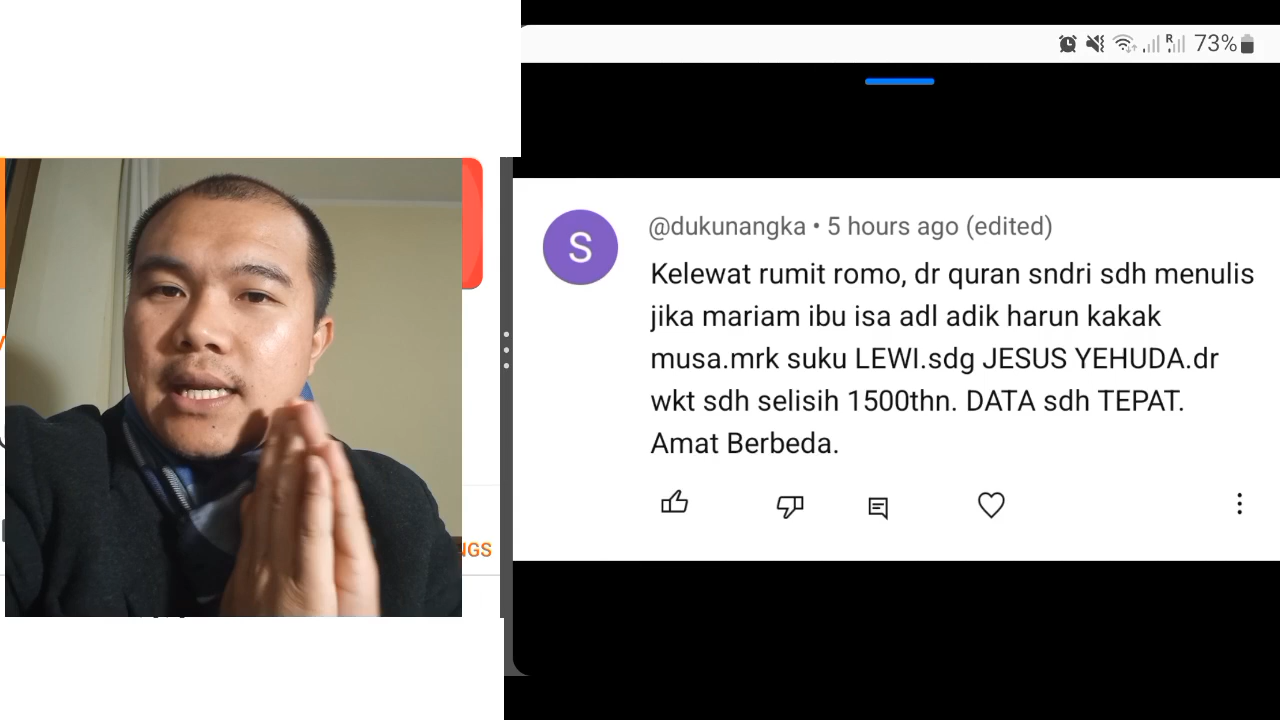 R
73%
S
@dukunangka • 5 hours ago (edited)
Kelewat rumit romo, dr quran sndri sdh menulis
jika mariam ibu isa adl adik harun kakak
musa.mrk suku LEWI.sdg JESUS YEHUDA.dr
wkt sdh selisih 1500thn. DATA sdh TEPAT.
Amat Berbeda.